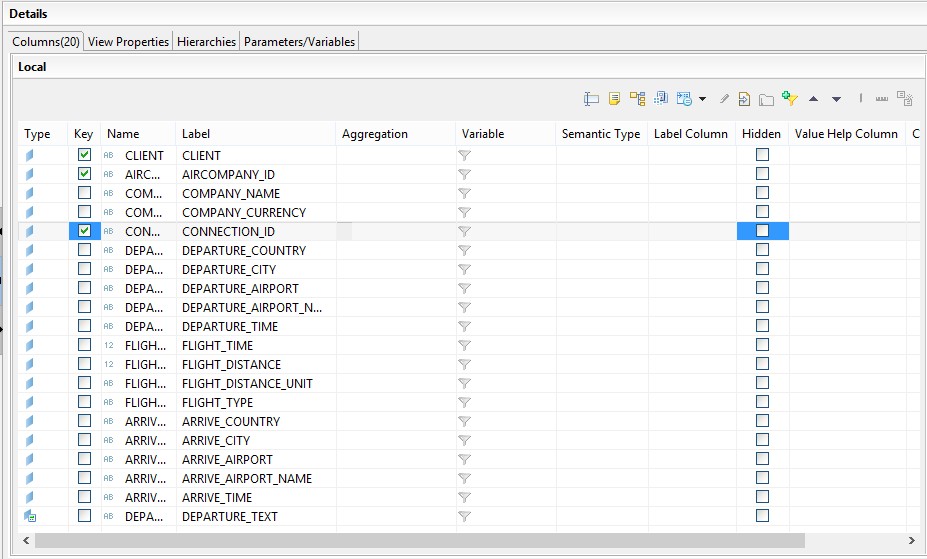 Details
Columns(20) View Properties Hierarchies Parameters/Variables
Local
Type Key Name Label Aggregation Variable Semantic Type Label Column Hidden Value Help Column C
AB CLIENT CLIENT
AB AIRC... AIRCOMPANY_ID
AB COM... COMPANY_NAME
AB COM... COMPANY_CURRENCY
AB CON... CONNECTION_ID
AB DEPA... DEPARTURE_COUNTRY
AB DEPA... DEPARTURE_CITY
AB DEPA... DEPARTURE_AIRPORT
AB DEPA... DEPARTURE_AIRPORT_N...
AB DEPA... DEPARTURE_TIME
12 FLIGH... FLIGHT_TIME
12 FLIGH... FLIGHT_DISTANCE
AB FLIGH... FLIGHT_DISTANCE_UNIT
AB FLIGH... FLIGHT_TYPE
AB ARRIV... ARRIVE_COUNTRY
AB ARRIV... ARRIVE_CITY
AB ARRIV... ARRIVE_AIRPORT
AB ARRIV... ARRIVE_AIRPORT_NAME
AB ARRIV... ARRIVE_TIME
AB DEPA... DEPARTURE_TEXT